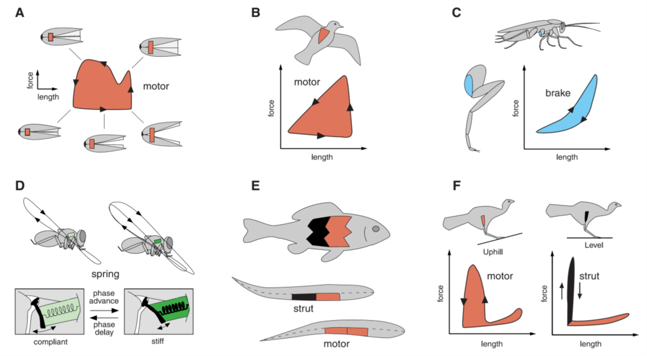 A
force
length
motor
B
motor
force
length
C
brake
force
length
D
spring
phase
advance
phase
delay
compliant
stiff
E
strut
motor
F
Uphill
Level
motor
force
length
strut
force
length